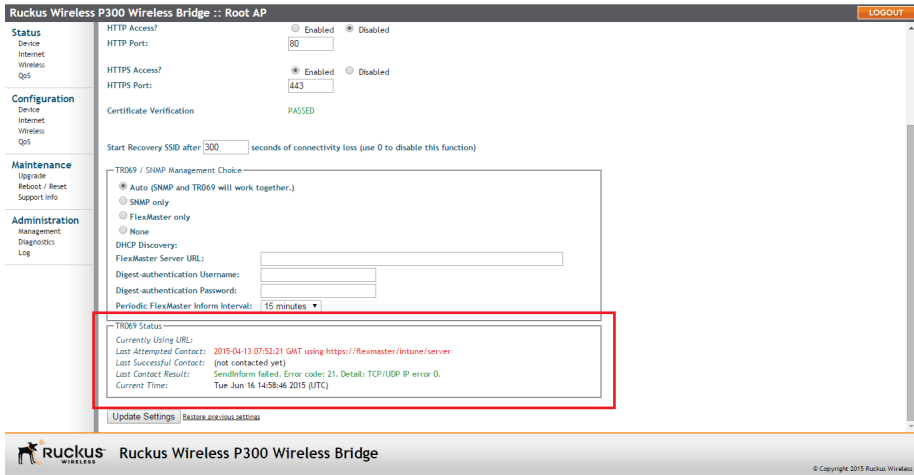 Ruckus Wireless P300 Wireless Bridge :: Root AP
LOGOUT
Status
Device
Internet
Wireless
QoS
Configuration
Device
Internet
Wireless
QoS
Maintenance
Upgrade
Reboot / Reset
Support Info
Administration
Management
Diagnostics
Log
HTTP Access? Enabled Disabled
HTTP Port: 80
HTTPS Access? Enabled Disabled
HTTPS Port: 443
Certificate Verification PASSED
Start Recovery SSID after 300 seconds of connectivity loss (use 0 to disable this function)
TR069 / SNMP Management Choice
Auto (SNMP and TR069 will work together.)
SNMP only
FlexMaster only
None
DHCP Discovery:
FlexMaster Server URL:
Digest-authentication Username:
Digest-authentication Password:
Periodic FlexMaster Inform Interval: 15 minutes
TR069 Status
Currently Using URL:
Last Attempted Contact: 2015-04-13 07:52:21 GMT using https://flexmaster/intune/server
Last Successful Contact: (not contacted yet)
Last Contact Result: SendInform failed. Error code: 21. Detail: TCP/UDP IP error 0.
Current Time: Tue Jun 16 14:58:46 2015 (UTC)
Update Settings Restore previous settings
RUCKUS WIRELESS Ruckus Wireless P300 Wireless Bridge
© Copyright 2015 Ruckus Wireless